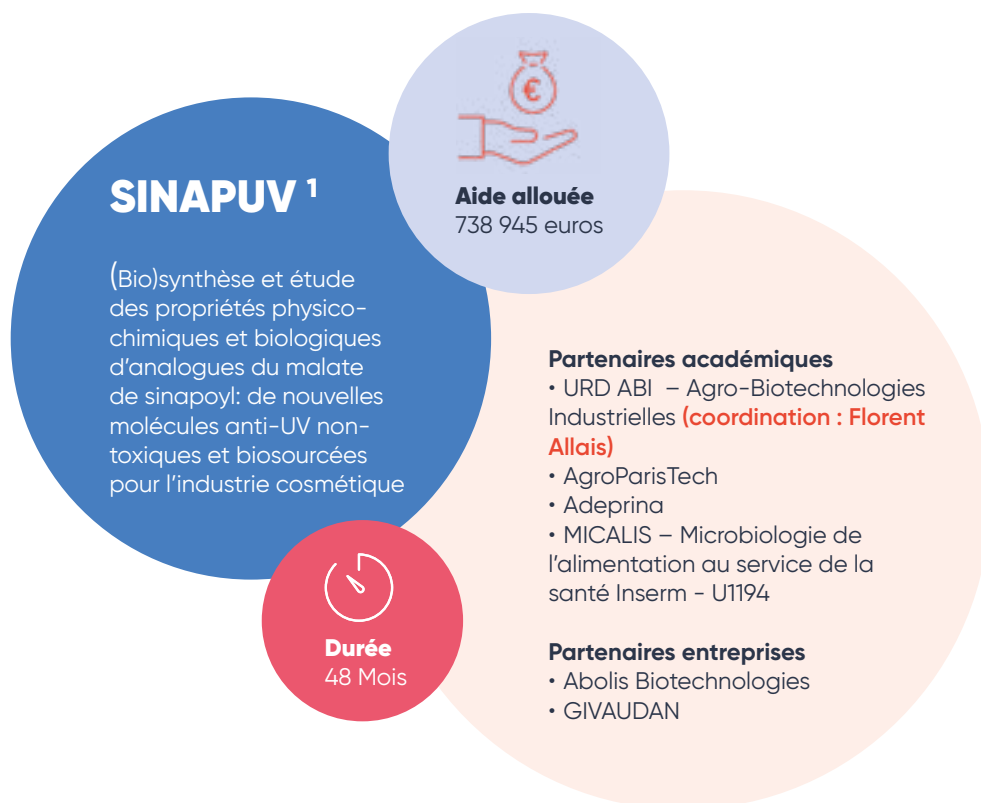 SINAPUV ¹
(Bio)synthèse et étude
des propriétés physico-
chimiques et biologiques
d’analogues du malate
de sinapoyl: de nouvelles
molécules anti-UV non-
toxiques et biosourcées
pour l’industrie cosmétique
€
Aide allouée
738 945 euros
Durée
48 Mois
Partenaires académiques
• URD ABI – Agro-Biotechnologies
Industrielles (coordination : Florent
Allais)
• AgroParisTech
• Adeprina
• MICALIS – Microbiologie de
l’alimentation au service de la
santé Inserm - U1194
Partenaires entreprises
• Abolis Biotechnologies
• GIVAUDAN